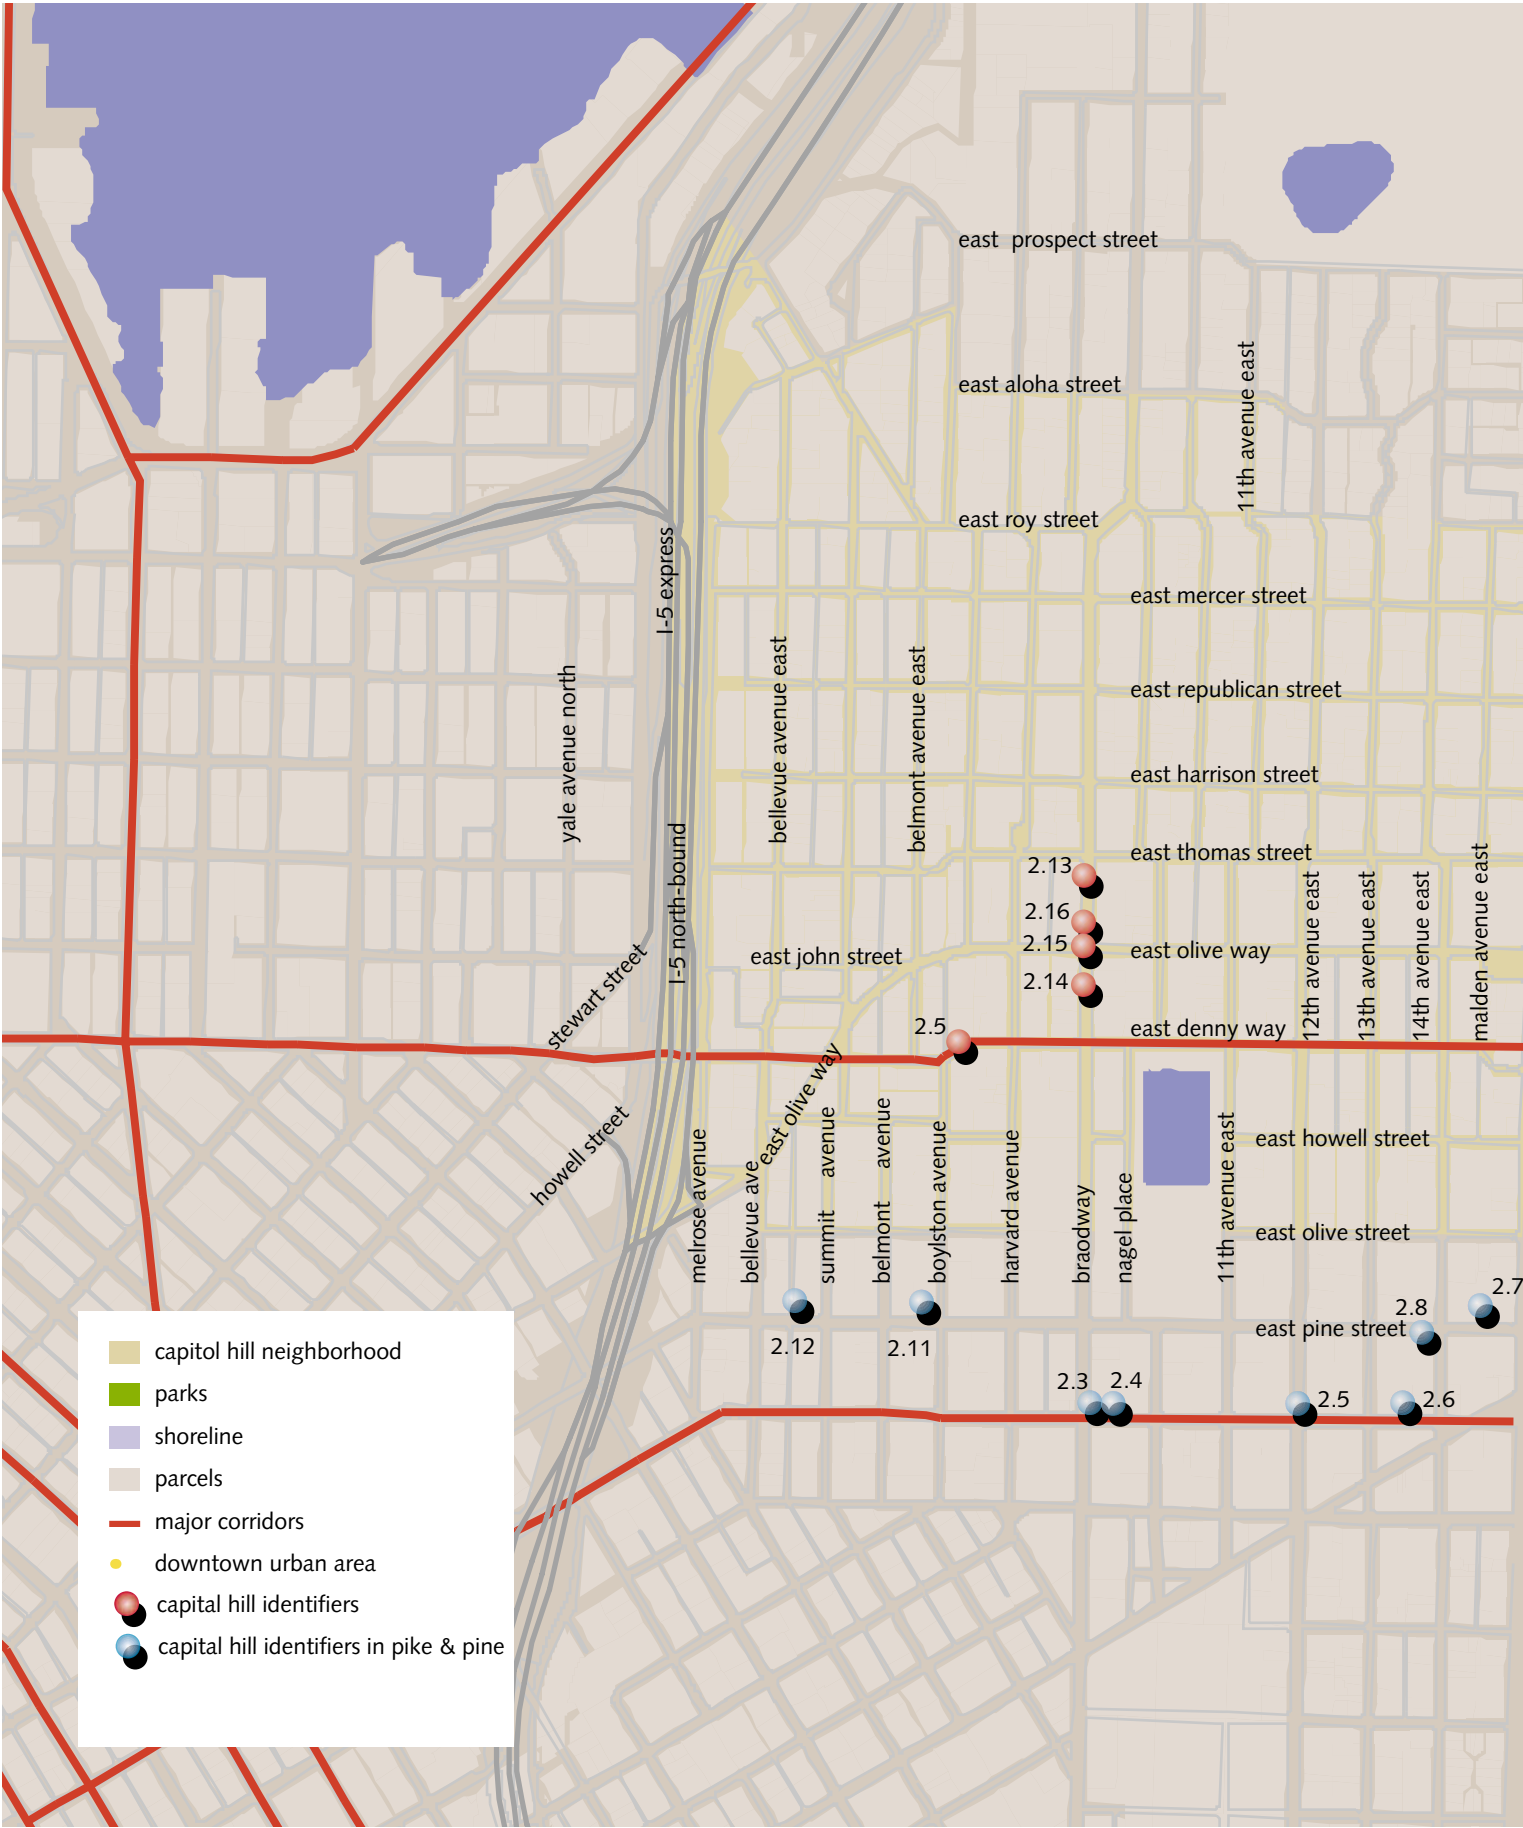 east  prospect street
11th avenue east
east aloha street
east roy street
I-5 express
east mercer street
bellevue avenue east
belmont avenue east
yale avenue north
east republican street
east harrison street
I-5 north-bound
east thomas street
2.13
12th avenue east
13th avenue east
14th avenue east
malden avenue east
2.16
2.15
east olive way
east john street
stewart street
2.14
2.5
east denny way
east olive way
howell street
melrose avenue
bellevue ave
summit avenue
belmont avenue
boylston avenue
harvard avenue
braodway
nagel place
11th avenue east
east howell street
east olive street
2.7
2.8
east pine street
2.12
2.11
2.3
2.4
2.5
2.6
capitol hill neighborhood
parks
shoreline
parcels
major corridors
downtown urban area
capital hill identifiers
capital hill identifiers in pike & pine